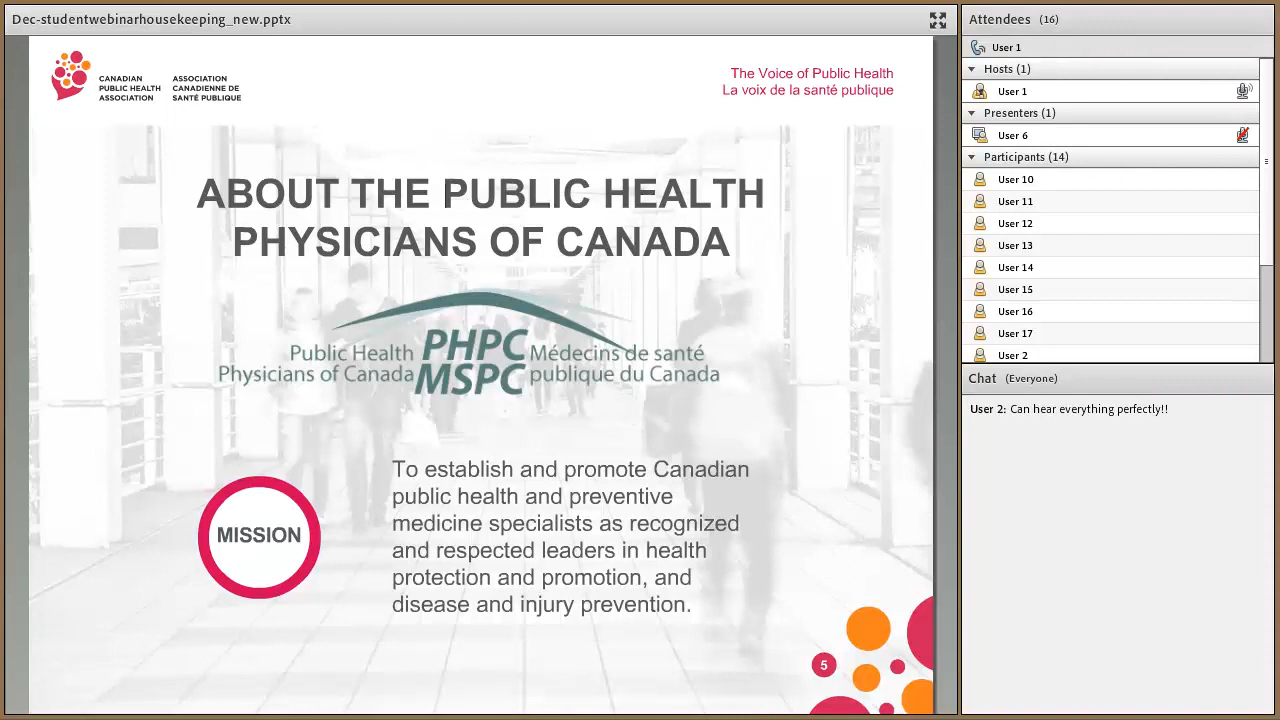 Dec-studentwebinarhousekeeping_new.pptx
CANADIAN
PUBLIC HEALTH
ASSOCIATION
ASSOCIATION
CANADIENNE DE
SANTÉ PUBLIQUE
The Voice of Public Health
La voix de la santé publique
ABOUT THE PUBLIC HEALTH
PHYSICIANS OF CANADA
Public Health PHPC Médecins de santé
Physicians of Canada MSPC publique du Canada
MISSION
To establish and promote Canadian
public health and preventive
medicine specialists as recognized
and respected leaders in health
protection and promotion, and
disease and injury prevention.
5
Attendees (16)
User 1
Hosts (1)
User 1
Presenters (1)
User 6
Participants (14)
User 10
User 11
User 12
User 13
User 14
User 15
User 16
User 17
User 2
Chat (Everyone)
User 2: Can hear everything perfectly!!